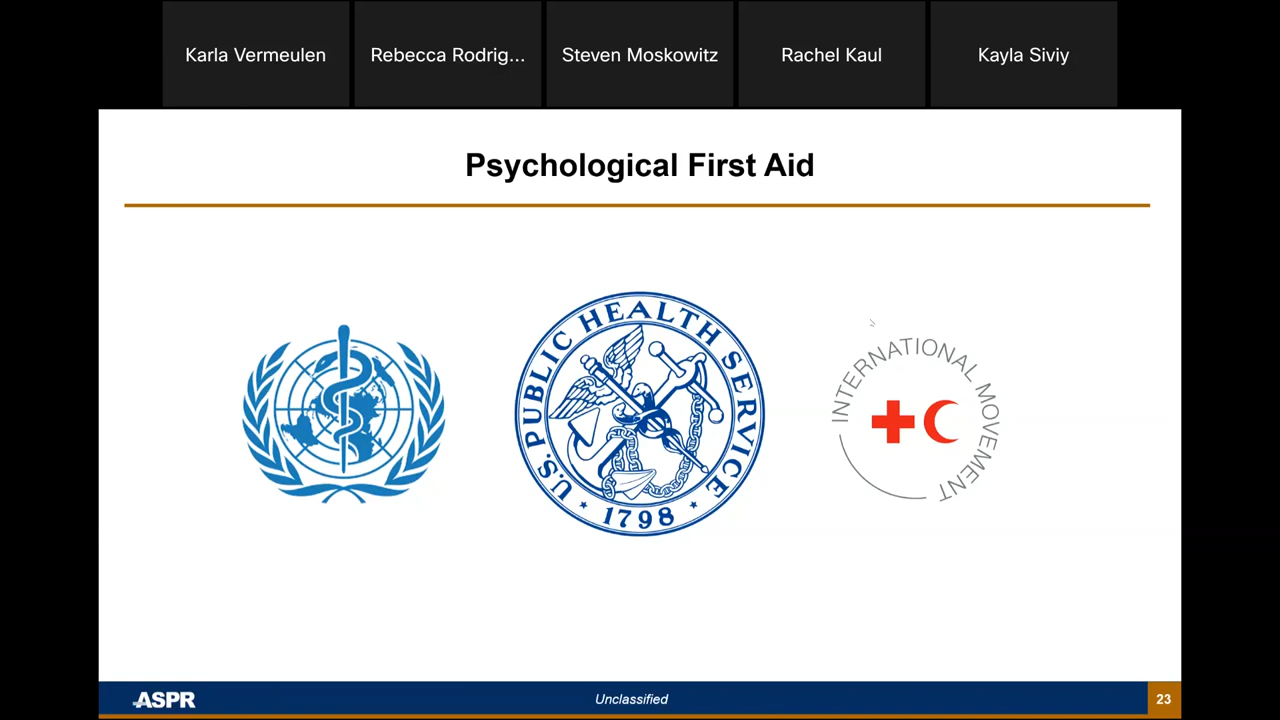 Karla Vermeulen
Rebecca Rodrig...
Steven Moskowitz
Rachel Kaul
Kayla Siviy
Psychological First Aid
U.S. PUBLIC HEALTH SERVICE
1798
INTERNATIONAL MOVEMENT
ASPR
Unclassified
23